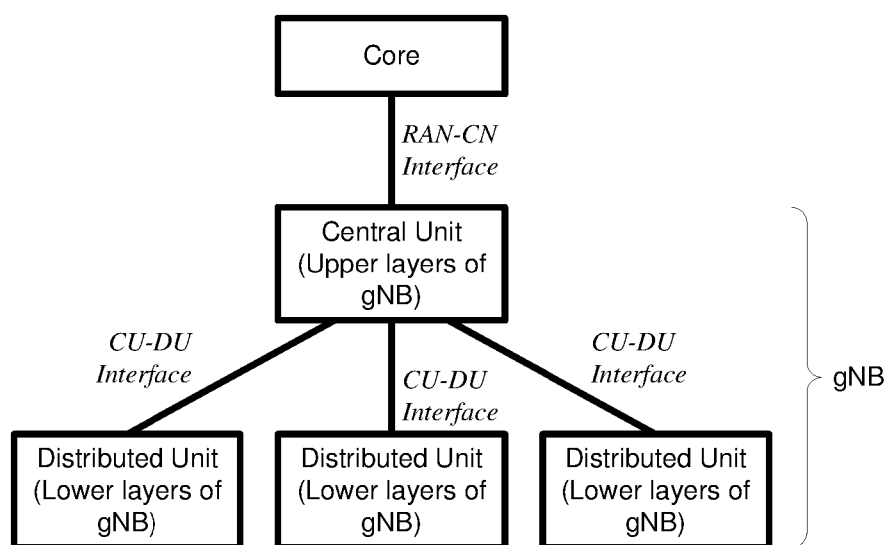 Core
RAN-CN
Interface
Central Unit
(Upper layers of
gNB)
CU-DU
Interface
CU-DU
Interface
CU-DU
Interface
gNB
Distributed Unit
(Lower layers of
gNB)
Distributed Unit
(Lower layers of
gNB)
Distributed Unit
(Lower layers of
gNB)